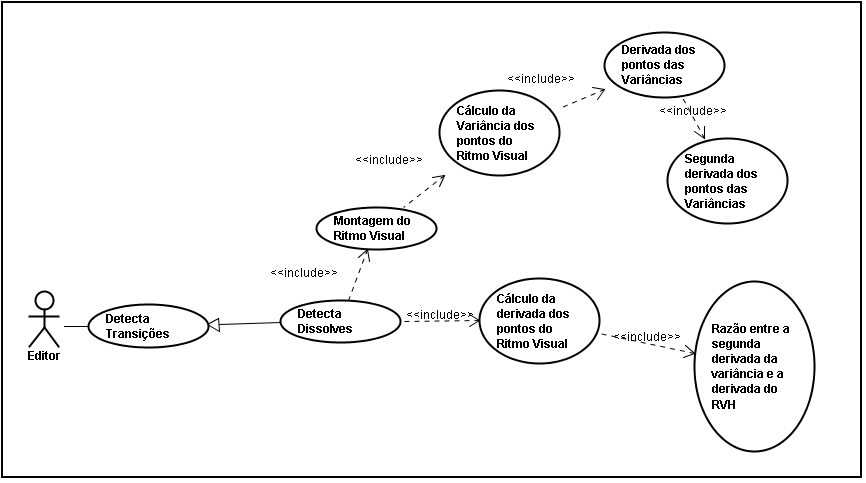 Derivada dos
pontos das
Variâncias
<<include>>
Cálculo da
Variância dos
pontos do
Ritmo Visual
<<include>>
<<include>>
Segunda
derivada dos
pontos das
Variâncias
Montagem do
Ritmo Visual
<<include>>
Editor
Detecta
Transições
Detecta
Dissolves
<<include>>
Cálculo da
derivada dos
pontos do
Ritmo Visual
<<include>>
Razão entre a
segunda
derivada da
variância e a
derivada do
RVH